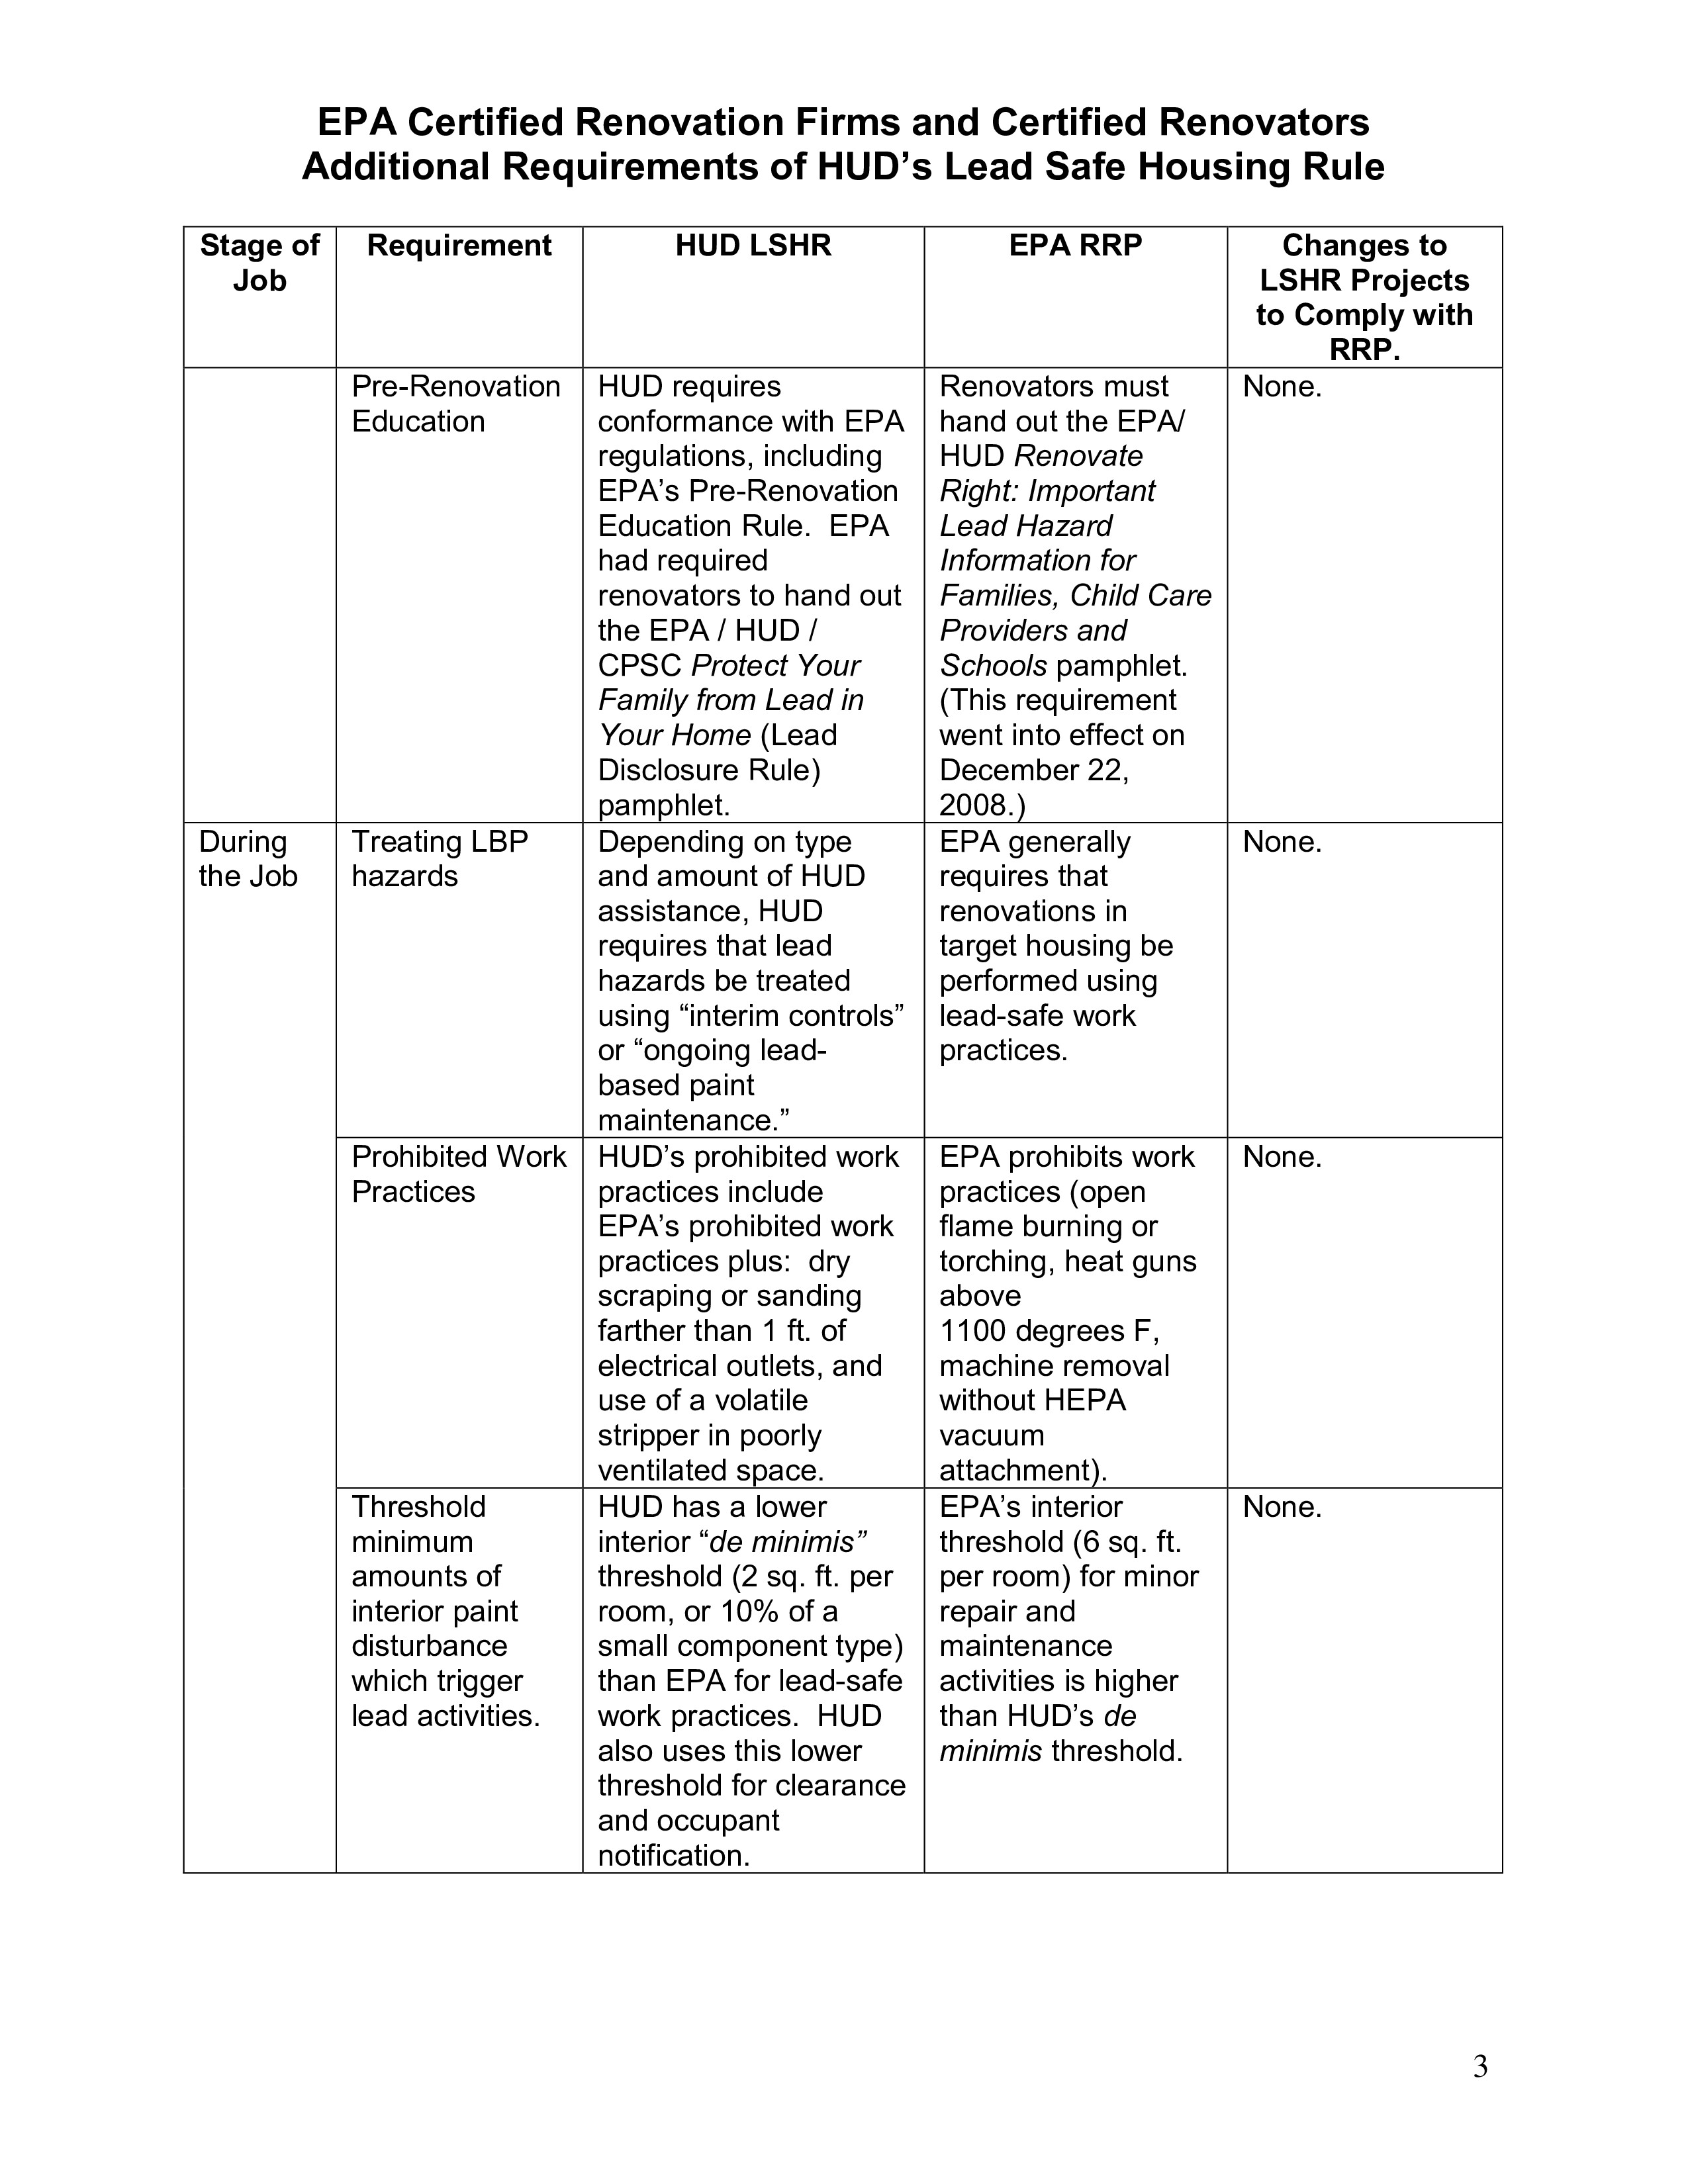 EPA Certified Renovation Firms and Certified Renovators
Additional Requirements of HUD’s Lead Safe Housing Rule
Stage of
Job
Requirement
HUD LSHR
EPA RRP
Changes to
LSHR Projects
to Comply with
RRP.
Pre-Renovation
Education
HUD requires
conformance with EPA
regulations, including
EPA’s Pre-Renovation
Education Rule.  EPA
had required
renovators to hand out
the EPA / HUD /
CPSC Protect Your
Family from Lead in
Your Home (Lead
Disclosure Rule)
pamphlet.
Renovators must
hand out the EPA/
HUD Renovate
Right: Important
Lead Hazard
Information for
Families, Child Care
Providers and
Schools pamphlet.
(This requirement
went into effect on
December 22,
2008.)
None.
During
the Job
Treating LBP
hazards
Depending on type
and amount of HUD
assistance, HUD
requires that lead
hazards be treated
using “interim controls”
or “ongoing lead-
based paint
maintenance.”
EPA generally
requires that
renovations in
target housing be
performed using
lead-safe work
practices.
None.
Prohibited Work
Practices
HUD’s prohibited work
practices include
EPA’s prohibited work
practices plus:  dry
scraping or sanding
farther than 1 ft. of
electrical outlets, and
use of a volatile
stripper in poorly
ventilated space.
EPA prohibits work
practices (open
flame burning or
torching, heat guns
above
1100 degrees F,
machine removal
without HEPA
vacuum
attachment).
None.
Threshold
minimum
amounts of
interior paint
disturbance
which trigger
lead activities.
HUD has a lower
interior “de minimis”
threshold (2 sq. ft. per
room, or 10% of a
small component type)
than EPA for lead-safe
work practices.  HUD
also uses this lower
threshold for clearance
and occupant
notification.
EPA’s interior
threshold (6 sq. ft.
per room) for minor
repair and
maintenance
activities is higher
than HUD’s de
minimis threshold.
None.
3